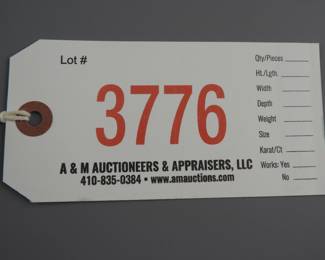 Lot #
3776
A & M AUCTIONEERS & APPRAISERS, LLC
410-835-0384 • www.amauctions.com
Qty/Pieces
Ht./Lgth.
Width
Depth
Weight
Size
Karat/Ct
Works: Yes
No